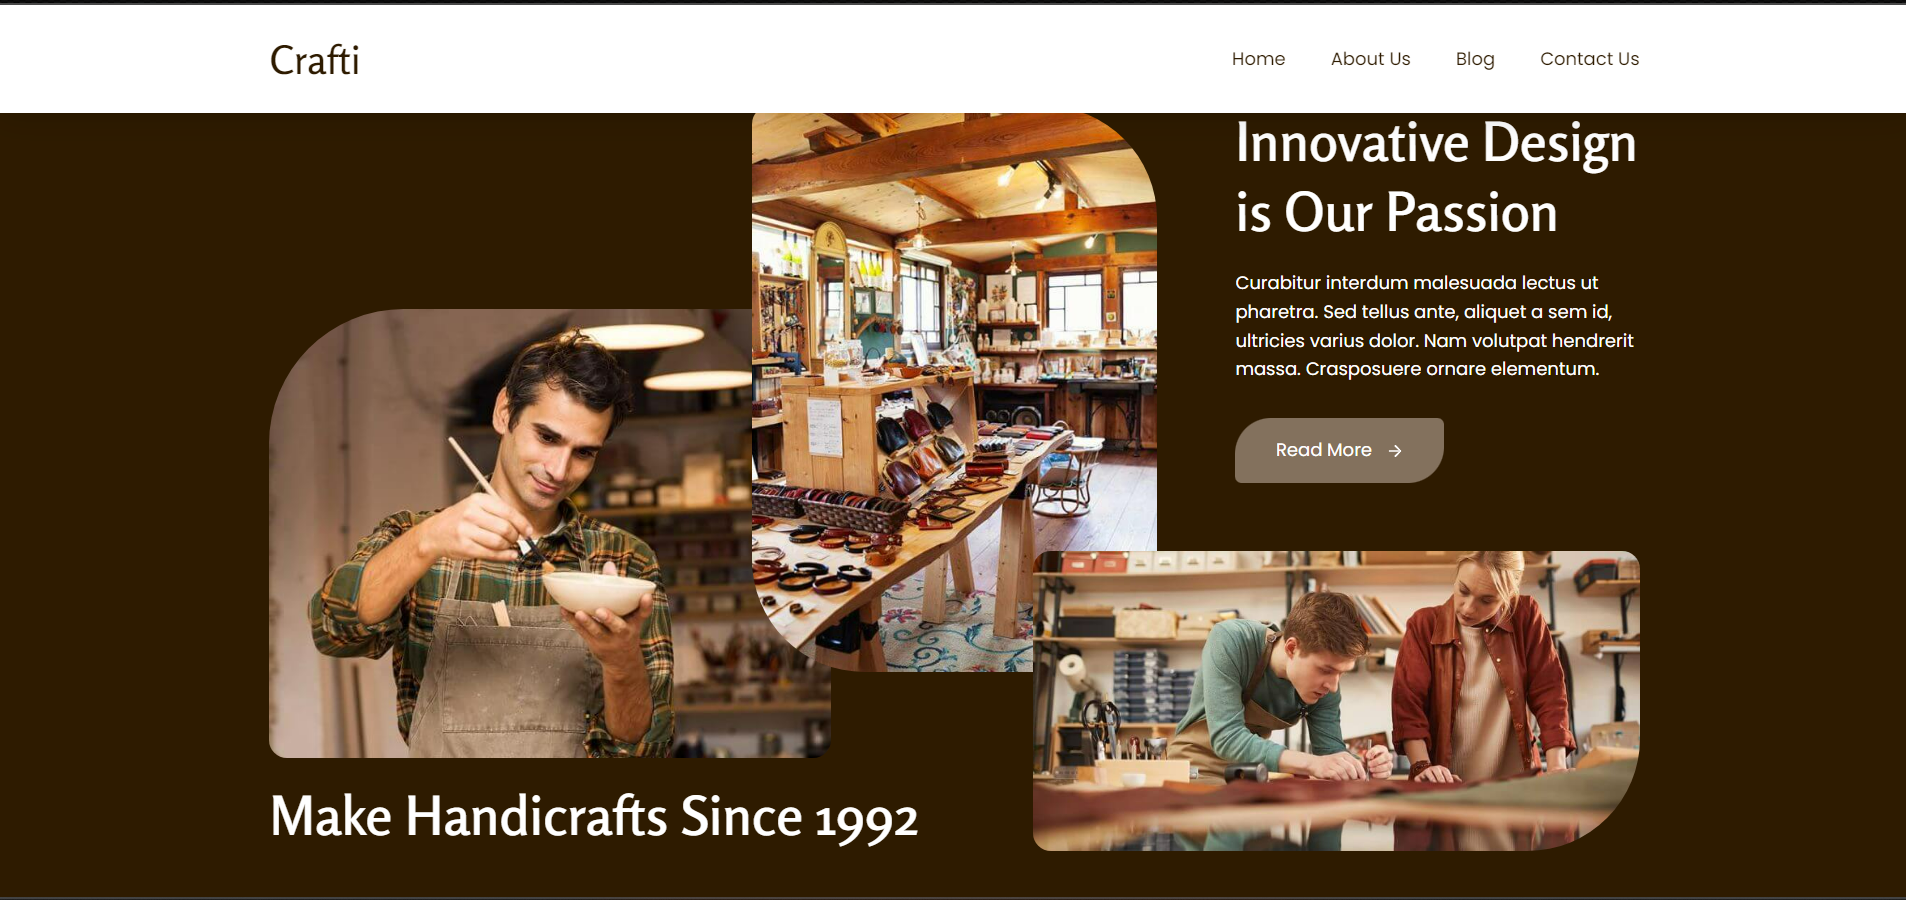 Crafti
Home
About Us
Blog
Contact Us
Innovative Design
is Our Passion
Curabitur interdum malesuada lectus ut
pharetra. Sed tellus ante, aliquet a sem id,
ultricies varius dolor. Nam volutpat hendrerit
massa. Crasposuere ornare elementum.
Read More →
Make Handicrafts Since 1992